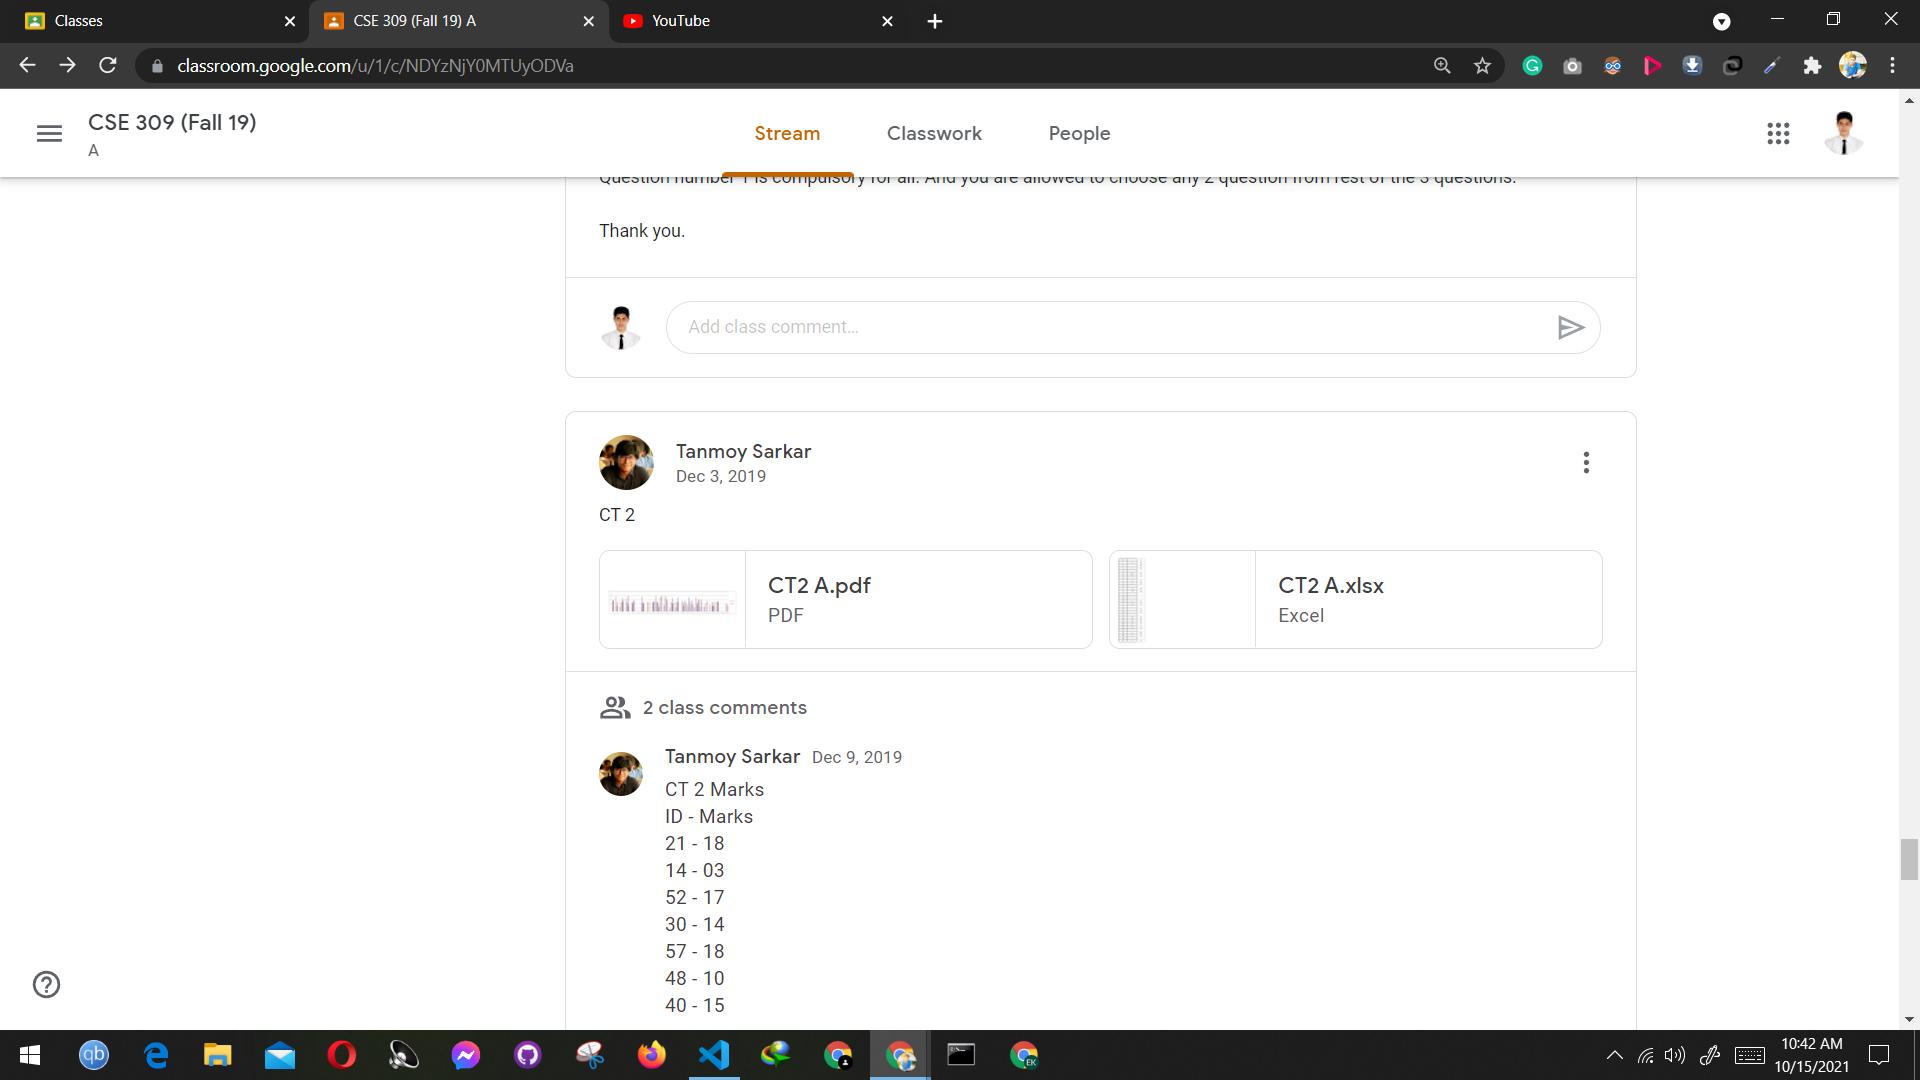 Classes
CSE 309 (Fall 19) A
YouTube
classroom.google.com/u/1/c/NDYzNjY0MTUyODVa
CSE 309 (Fall 19)
A
Stream
Classwork
People
Question number 1 is compulsory for all. And you are allowed to choose any 2 question from rest of the 3 questions.
Thank you.
Add class comment...
Tanmoy Sarkar
Dec 3, 2019
CT 2
CT2 A.pdf
PDF
CT2 A.xlsx
Excel
2 class comments
Tanmoy Sarkar Dec 9, 2019
CT 2 Marks
ID - Marks
21 - 18
14 - 03
52 - 17
30 - 14
57 - 18
48 - 10
40 - 15
qb
EK
10:42 AM
10/15/2021